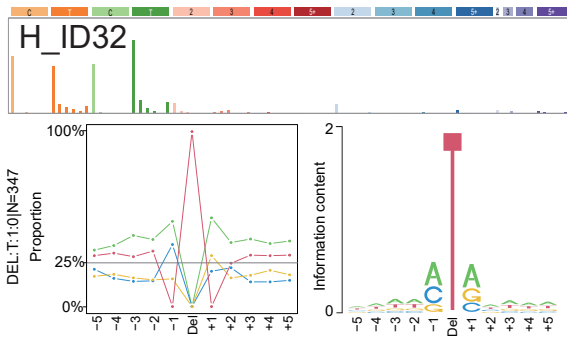 C T C T 2 3 4 5+ 2 3 4 5+ 2 3 4 5+
H_ID32
DEL:T:1:0|N=347
Proportion
100%
25%
0%
−5 −4 −3 −2 −1 Del +1 +2 +3 +4 +5
Information content
2
0
A A
C G
G C
T
−5 −4 −3 −2 −1 Del +1 +2 +3 +4 +5